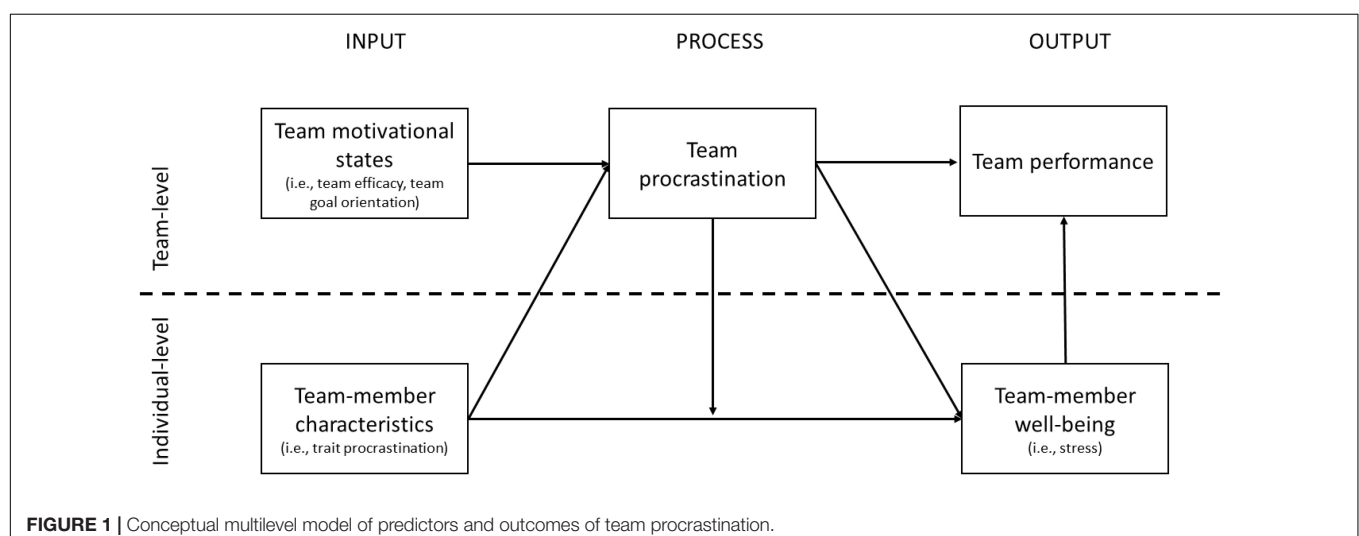 INPUT
PROCESS
OUTPUT
Team-level
Team motivational
states
(i.e., team efficacy, team
goal orientation)
Team
procrastination
Team performance
Individual-level
Team-member
characteristics
(i.e., trait procrastination)
Team-member
well-being
(i.e., stress)
FIGURE 1 | Conceptual multilevel model of predictors and outcomes of team procrastination.